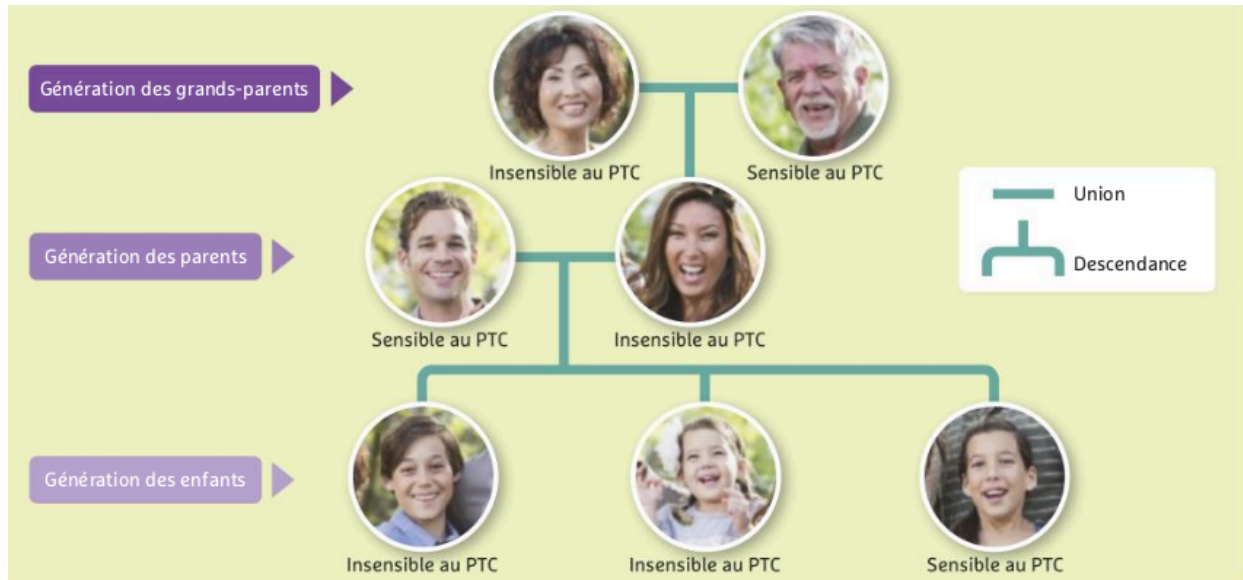 Génération des grands-parents
Insensible au PTC
Sensible au PTC
Union
Descendance
Génération des parents
Sensible au PTC
Insensible au PTC
Génération des enfants
Insensible au PTC
Insensible au PTC
Sensible au PTC